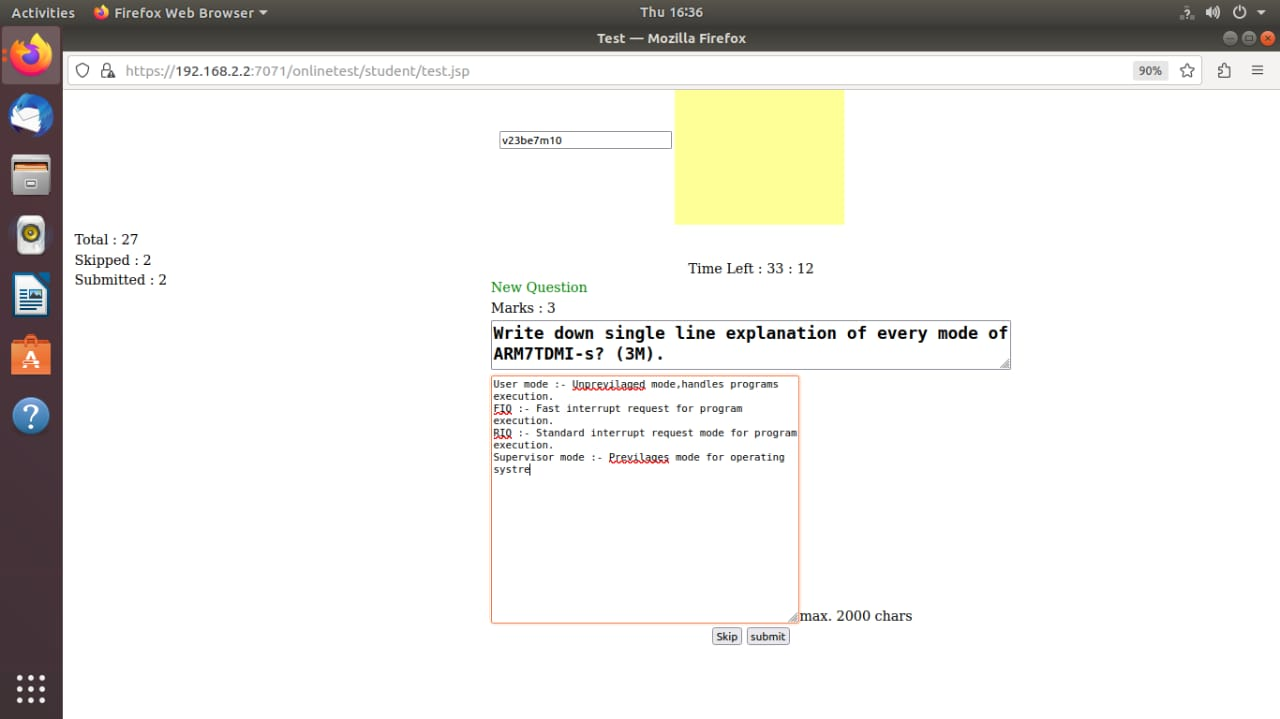 Activities
Firefox Web Browser
Thu 16:36
Test — Mozilla Firefox
https://192.168.2.2:7071/onlinetest/student/test.jsp
90%
v23be7m10
Total : 27
Skipped : 2
Submitted : 2
Time Left : 33 : 12
New Question
Marks : 3
Write down single line explanation of every mode of
ARM7TDMI-s? (3M).
User mode :- Unprevilaged mode,handles programs
execution.
FIQ :- Fast interrupt request for program
execution.
RIQ :- Standard interrupt request mode for program
execution.
Supervisor mode :- Previlages mode for operating
systre
max. 2000 chars
Skip
submit